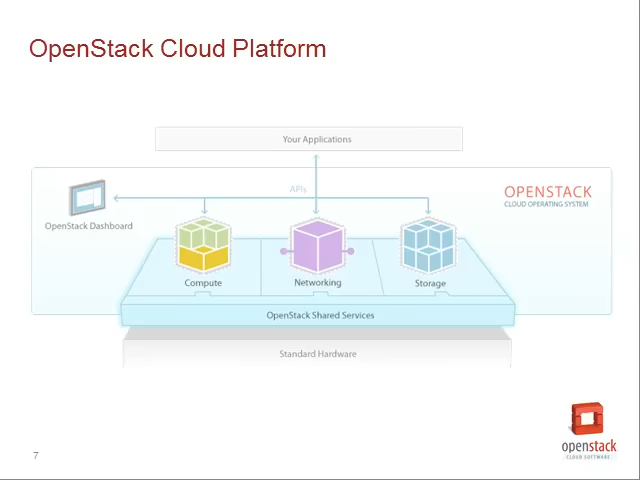 OpenStack Cloud Platform
Your Applications
APIs
OPENSTACK
CLOUD OPERATING SYSTEM
OpenStack Dashboard
Compute
Networking
Storage
OpenStack Shared Services
Standard Hardware
openstack
CLOUD SOFTWARE
7